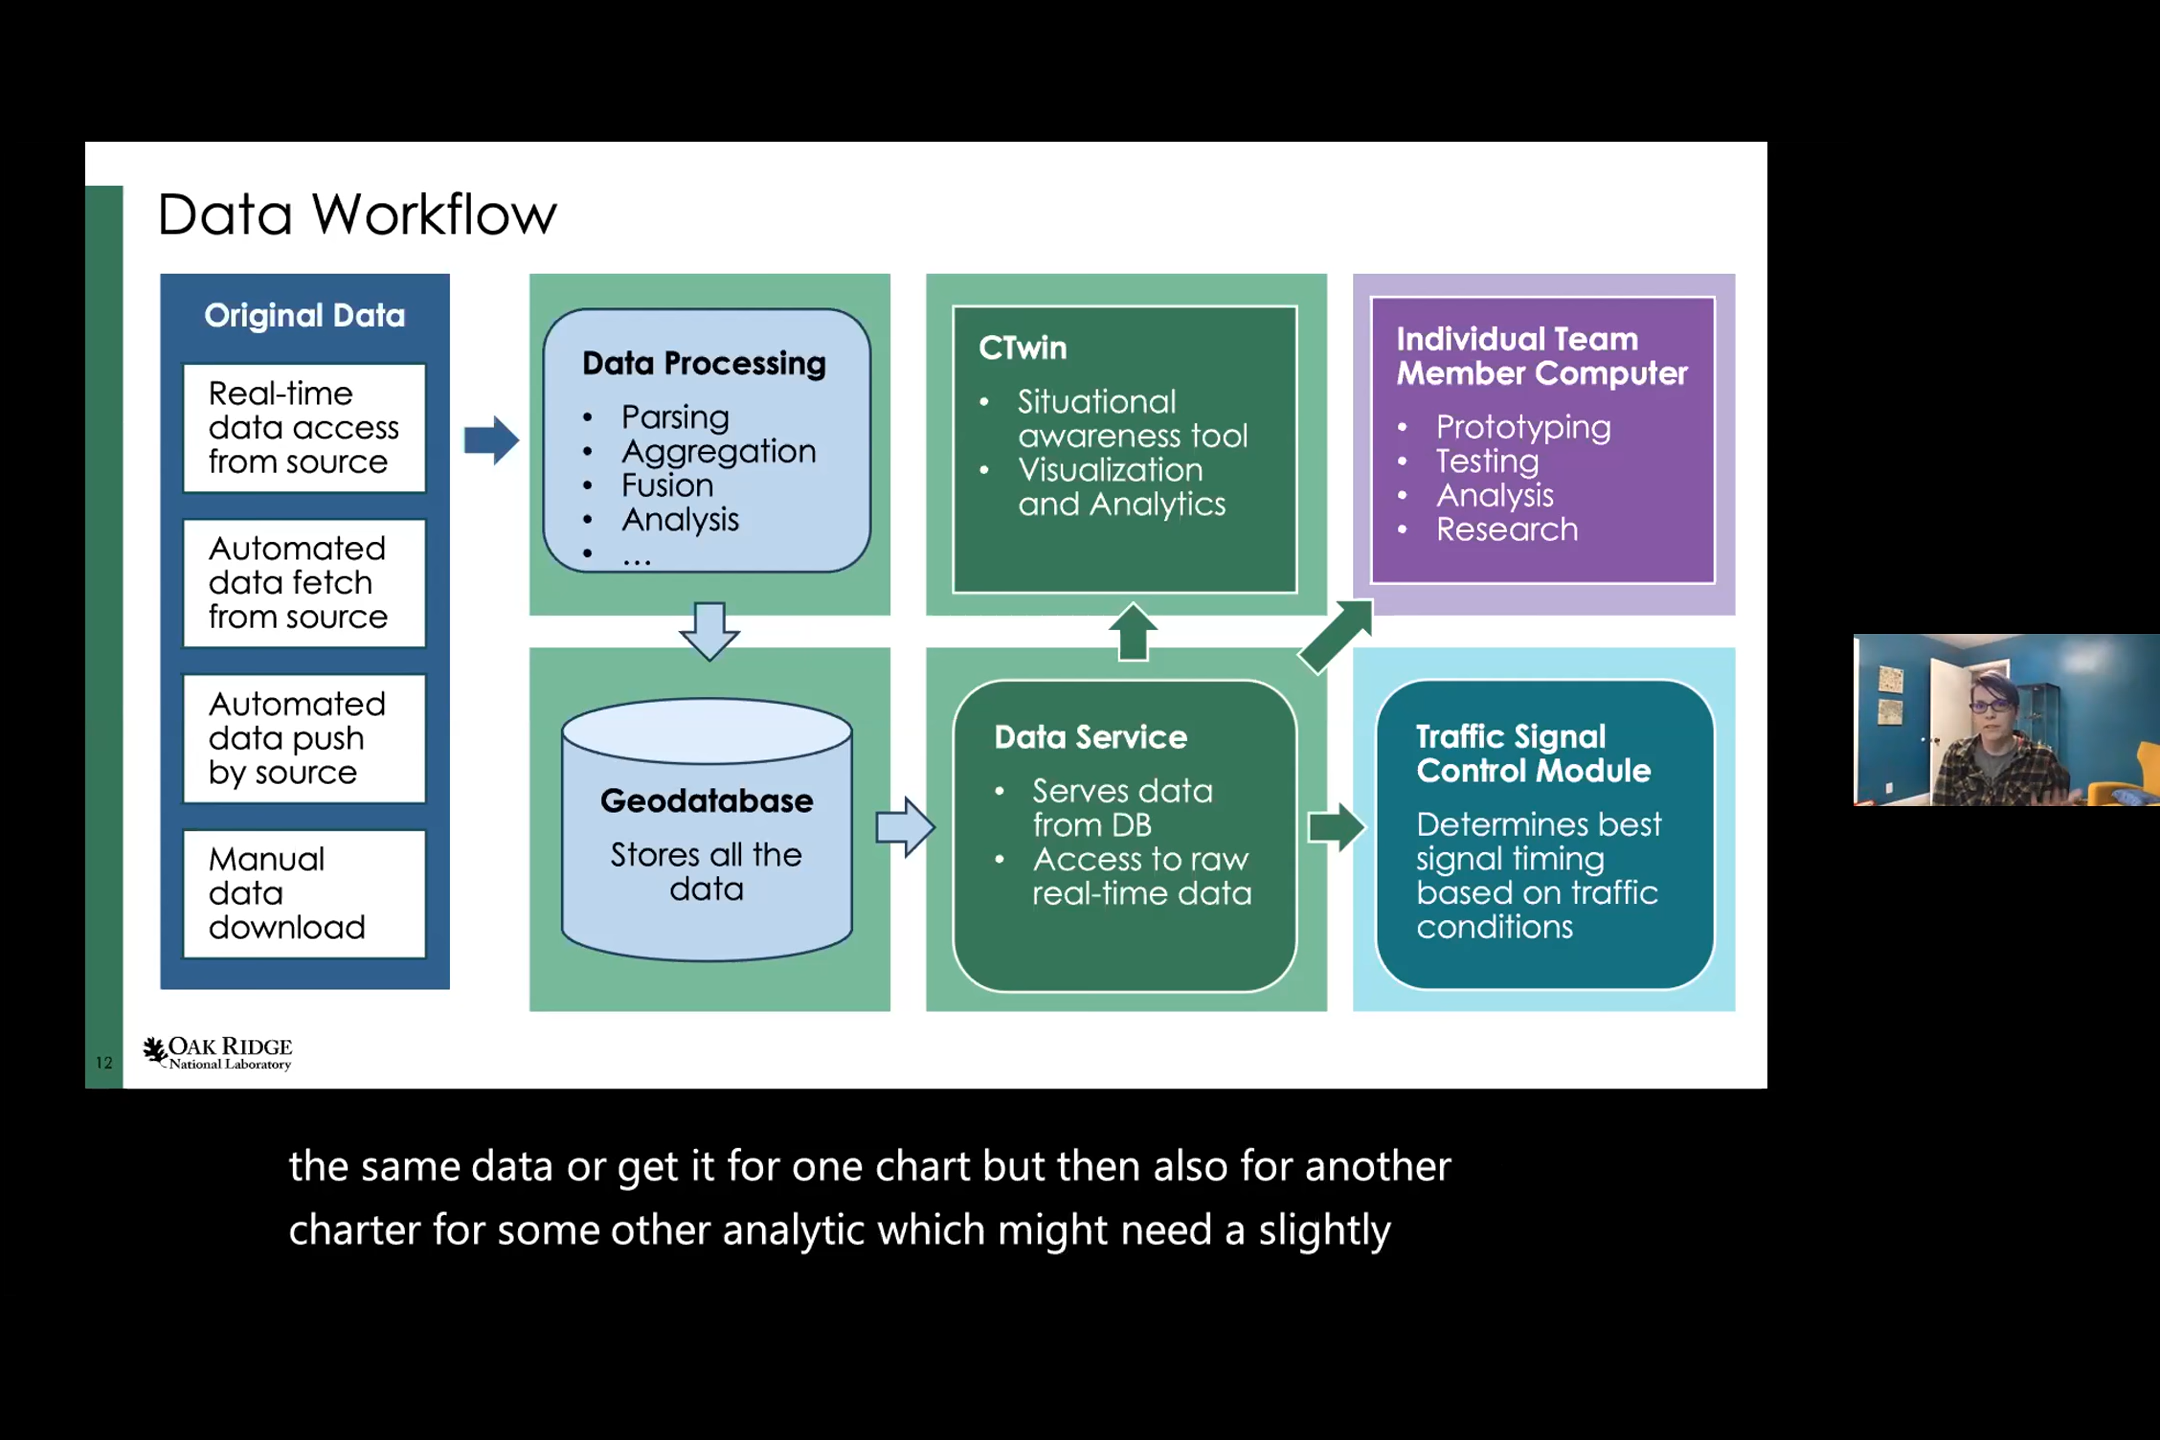 Data Workflow
Original Data
Real-time
data access
from source
Automated
data fetch
from source
Automated
data push
by source
Manual
data
download
Data Processing
• Parsing
• Aggregation
• Fusion
• Analysis
• ...
Geodatabase
Stores all the
data
CTwin
• Situational
awareness tool
• Visualization
and Analytics
Data Service
• Serves data
from DB
• Access to raw
real-time data
Individual Team
Member Computer
• Prototyping
• Testing
• Analysis
• Research
Traffic Signal
Control Module
Determines best
signal timing
based on traffic
conditions
12
OAK RIDGE
National Laboratory
the same data or get it for one chart but then also for another
charter for some other analytic which might need a slightly